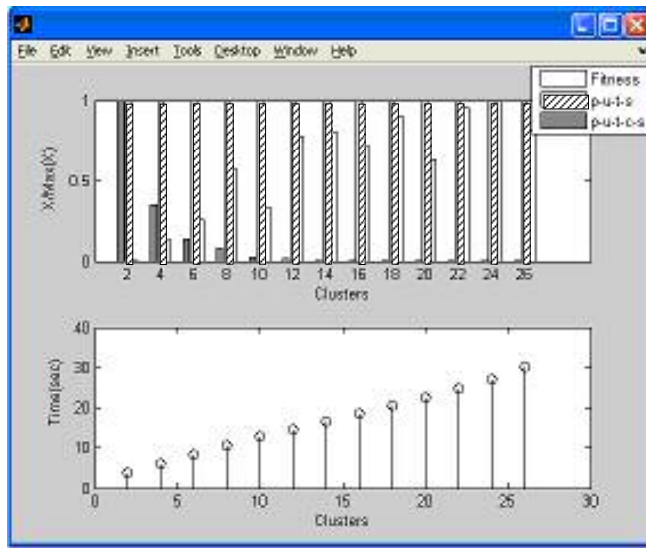 File Edit View Insert Tools Desktop Window Help
Fitness
p-u-t-s
p-u-t-c-s
1
0.5
0
X/Max(X)
2 4 6 8 10 12 14 16 18 20 22 24 26
Clusters
40
30
20
10
0
Time(sec)
0 5 10 15 20 25 30
Clusters